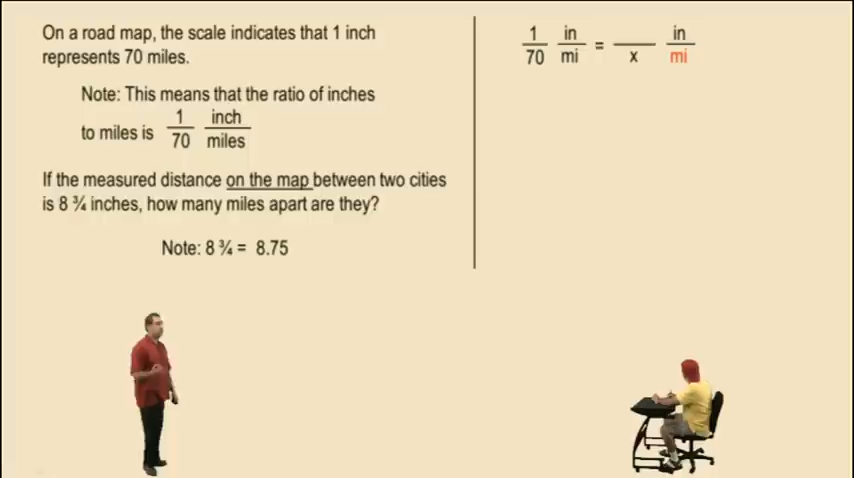 On a road map, the scale indicates that 1 inch
represents 70 miles.
Note: This means that the ratio of inches
to miles is 1/70 inch/miles
If the measured distance on the map between two cities
is 8 ¾ inches, how many miles apart are they?
Note: 8 ¾ = 8.75
1/70 in/mi = __/x in/mi